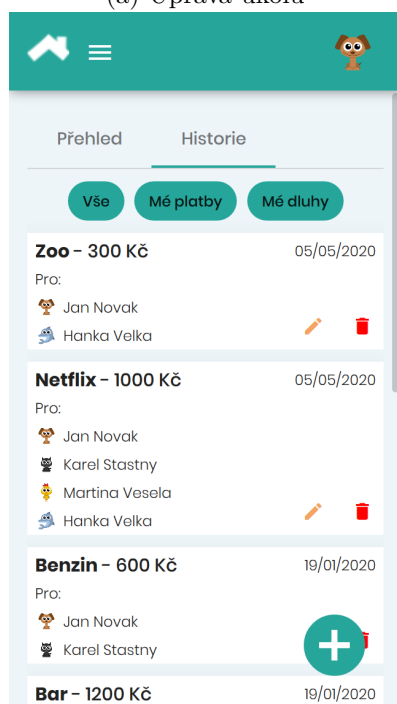 (a) Úprava úkolu
Přehled Historie
Vše Mé platby Mé dluhy
Zoo - 300 Kč 05/05/2020
Pro:
Jan Novak
Hanka Velka
Netflix - 1000 Kč 05/05/2020
Pro:
Jan Novak
Karel Stastny
Martina Vesela
Hanka Velka
Benzin - 600 Kč 19/01/2020
Pro:
Jan Novak
Karel Stastny
Bar - 1200 Kč 19/01/2020